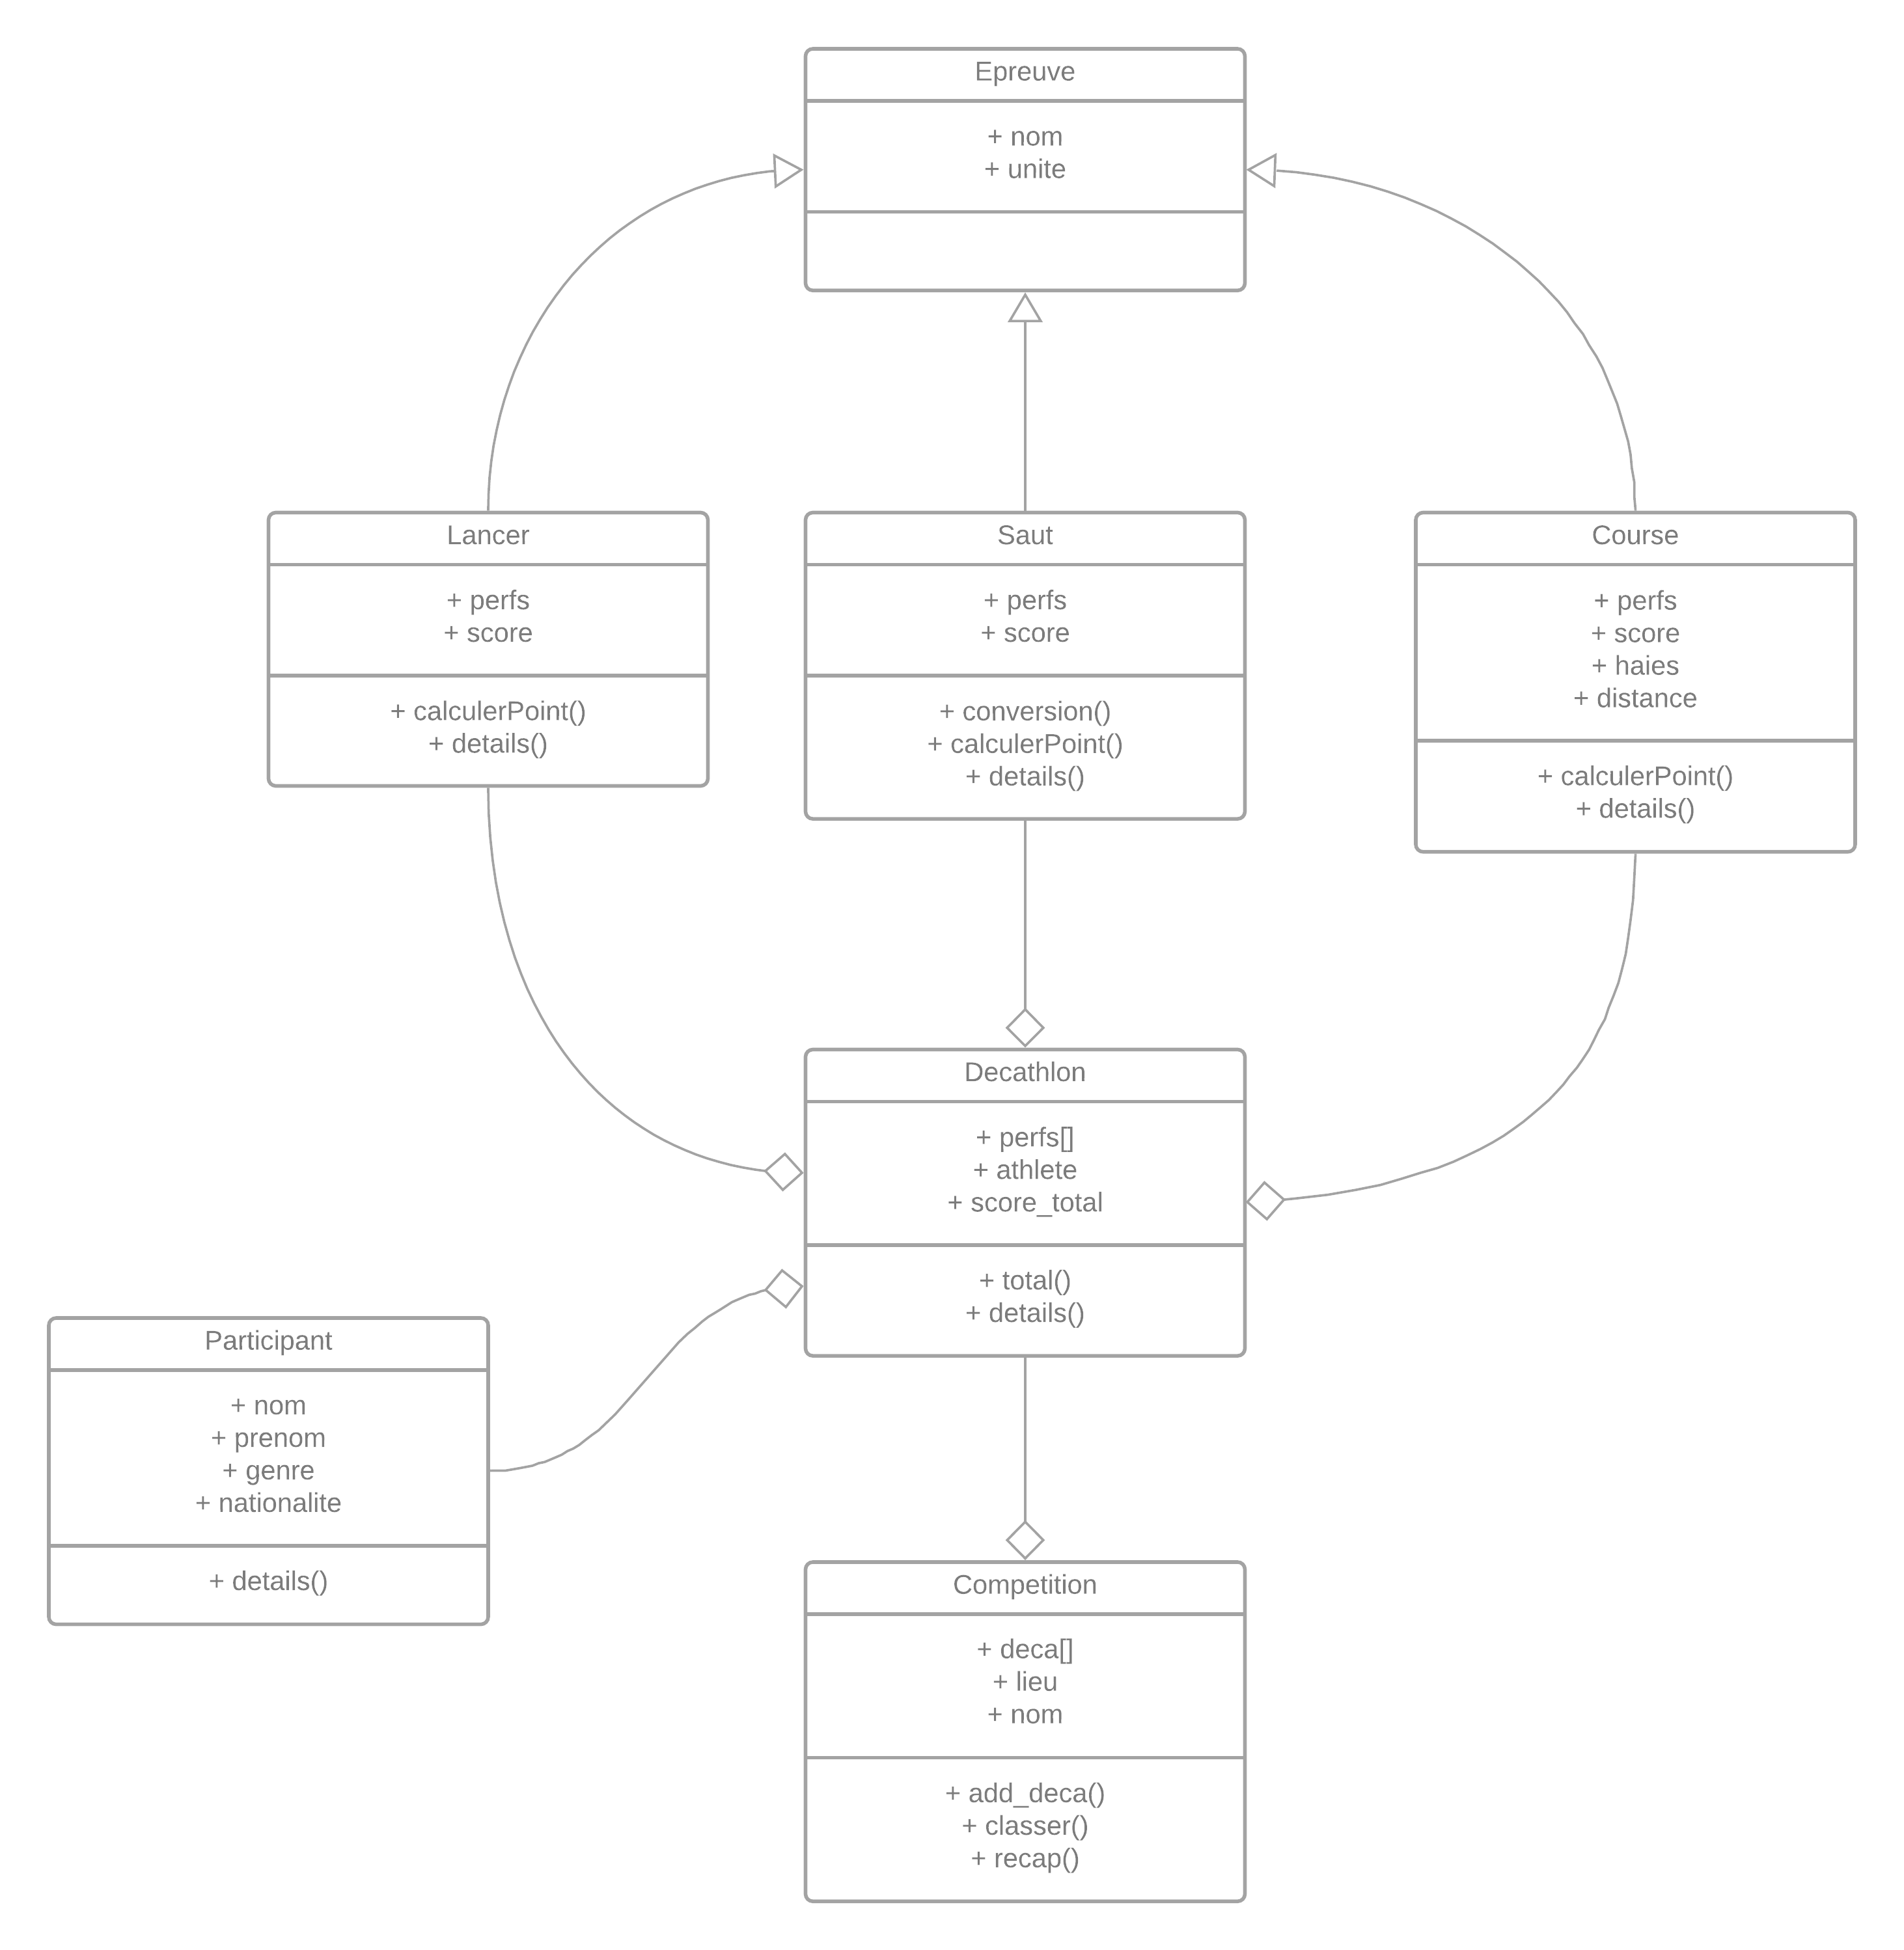 Epreuve
+ nom
+ unite
Lancer
+ perfs
+ score
+ calculerPoint()
+ details()
Saut
+ perfs
+ score
+ conversion()
+ calculerPoint()
+ details()
Course
+ perfs
+ score
+ haies
+ distance
+ calculerPoint()
+ details()
Decathlon
+ perfs[]
+ athlete
+ score_total
+ total()
+ details()
Participant
+ nom
+ prenom
+ genre
+ nationalite
+ details()
Competition
+ deca[]
+ lieu
+ nom
+ add_deca()
+ classer()
+ recap()